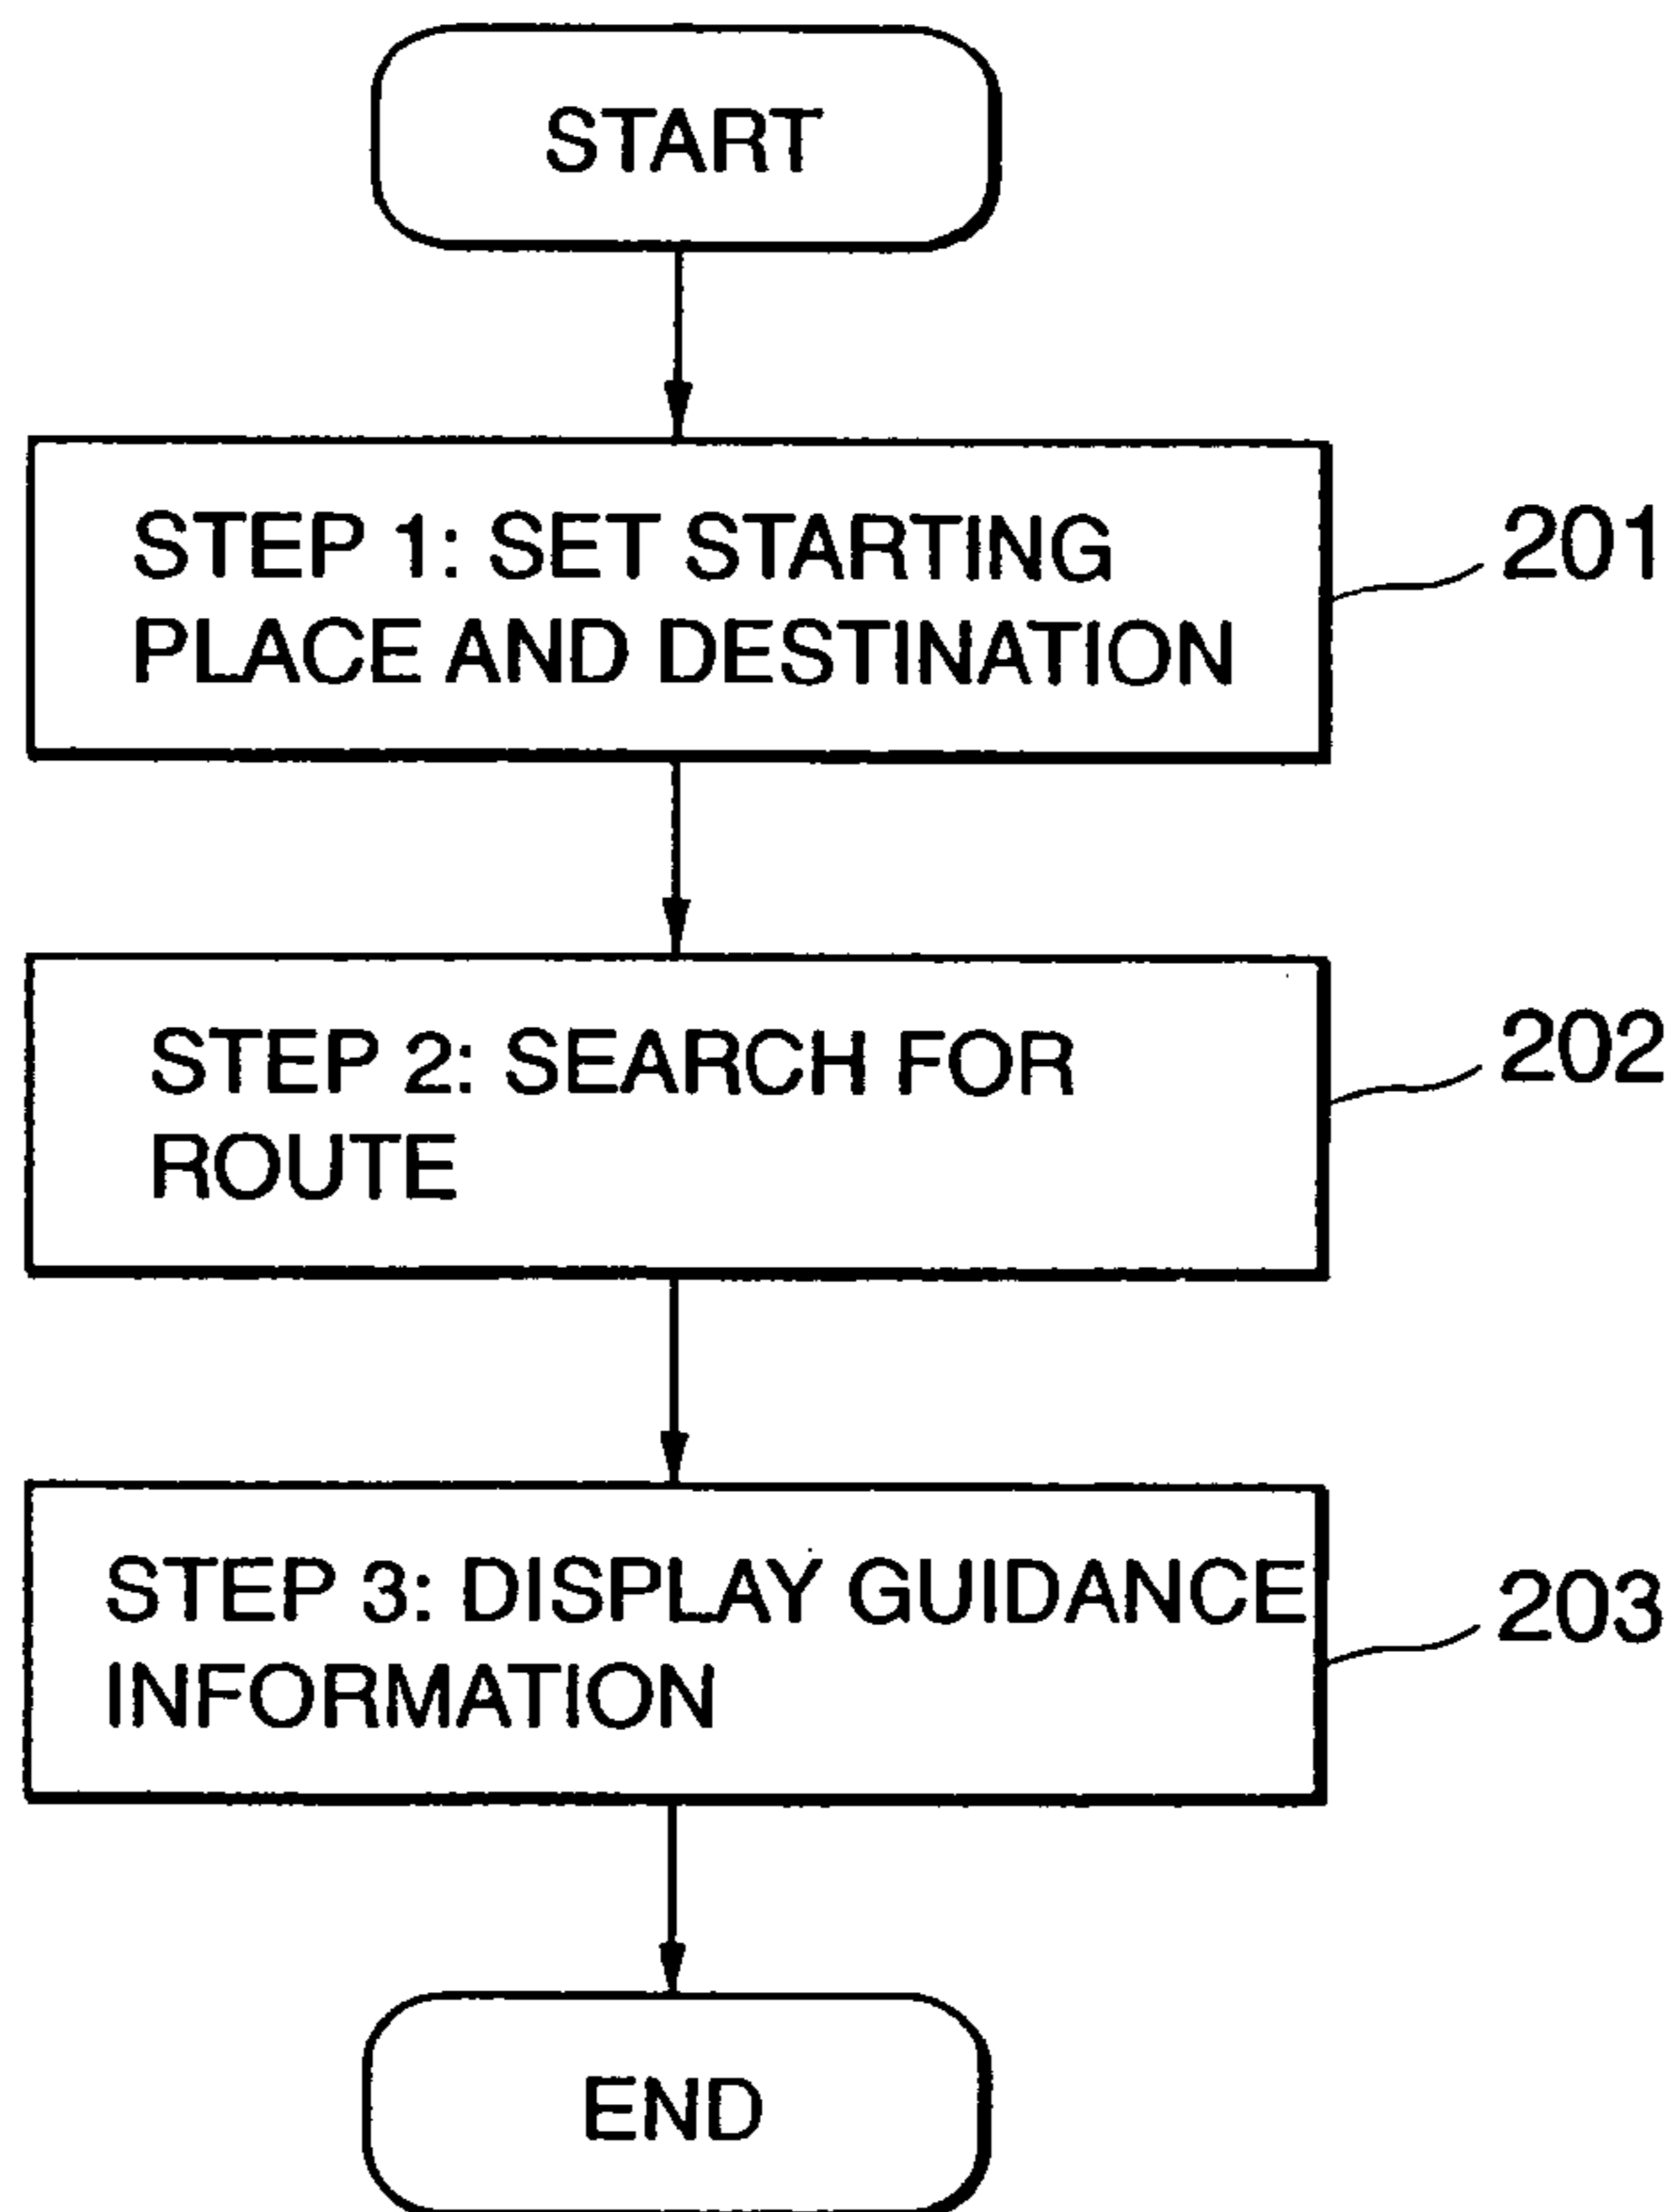 START
STEP 1: SET STARTING
PLACE AND DESTINATION
201
STEP 2: SEARCH FOR
ROUTE
202
STEP 3: DISPLAY GUIDANCE
INFORMATION
203
END